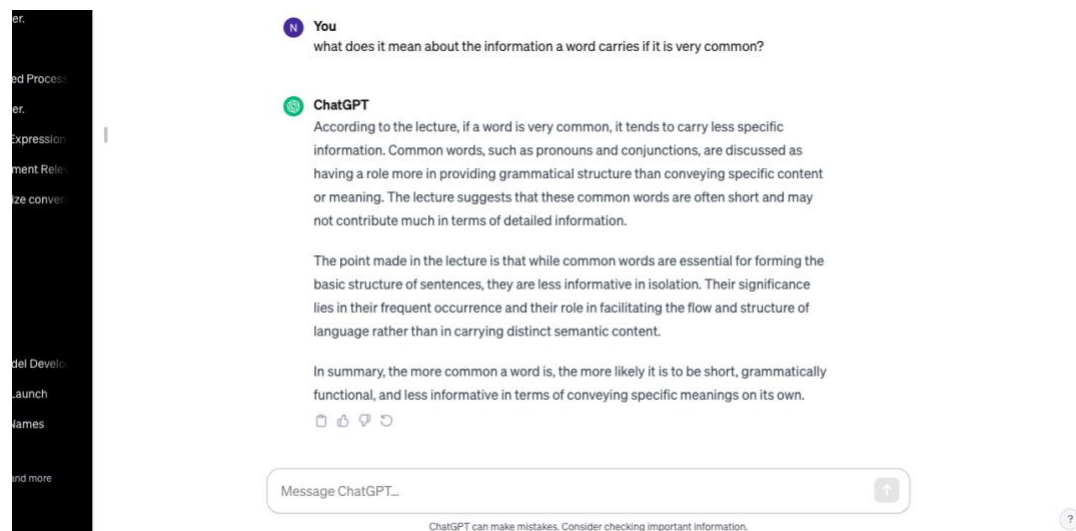 er.
ed Process
er.
Expression
ment Rele
ize conver
del Develo
Launch
Names
and more
N
You
what does it mean about the information a word carries if it is very common?
ChatGPT
According to the lecture, if a word is very common, it tends to carry less specific
information. Common words, such as pronouns and conjunctions, are discussed as
having a role more in providing grammatical structure than conveying specific content
or meaning. The lecture suggests that these common words are often short and may
not contribute much in terms of detailed information.
The point made in the lecture is that while common words are essential for forming the
basic structure of sentences, they are less informative in isolation. Their significance
lies in their frequent occurrence and their role in facilitating the flow and structure of
language rather than in carrying distinct semantic content.
In summary, the more common a word is, the more likely it is to be short, grammatically
functional, and less informative in terms of conveying specific meanings on its own.
Message ChatGPT...
ChatGPT can make mistakes. Consider checking important information.
?